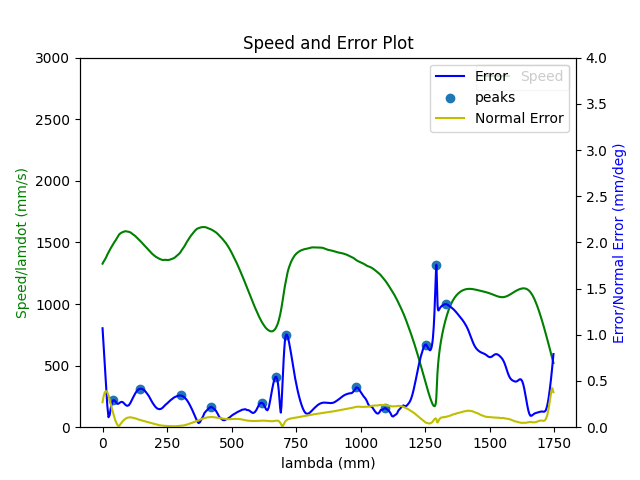 Speed and Error Plot
3000
2500
2000
1500
1000
500
0
Speed/lamdot (mm/s)
4.0
3.5
3.0
2.5
2.0
1.5
1.0
0.5
0.0
Error/Normal Error (mm/deg)
Speed
Error
peaks
Normal Error
0 250 500 750 1000 1250 1500 1750
lambda (mm)